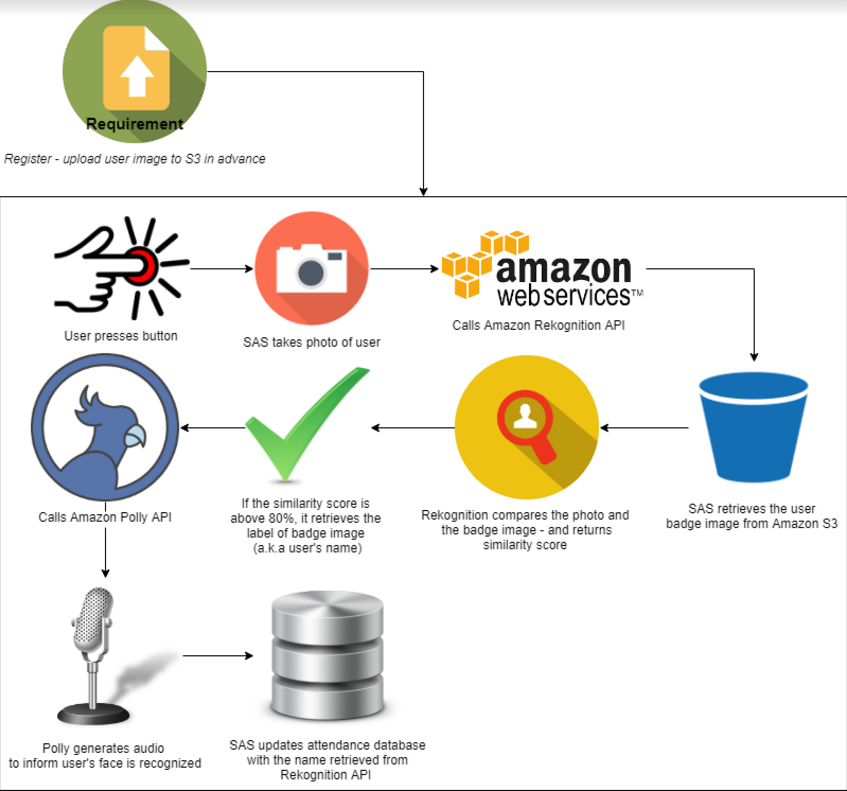 Requirement
Register - upload user image to S3 in advance
amazon
web services™
User presses button
SAS takes photo of user
Calls Amazon Rekognition API
Calls Amazon Polly API
If the similarity score is
above 80%, it retrieves the
label of badge image
(a.k.a user's name)
Rekognition compares the photo and
the badge image - and returns
similarity score
SAS retrieves the user
badge image from Amazon S3
Polly generates audio
to inform user's face is recognized
SAS updates attendance database
with the name retrieved from
Rekognition API